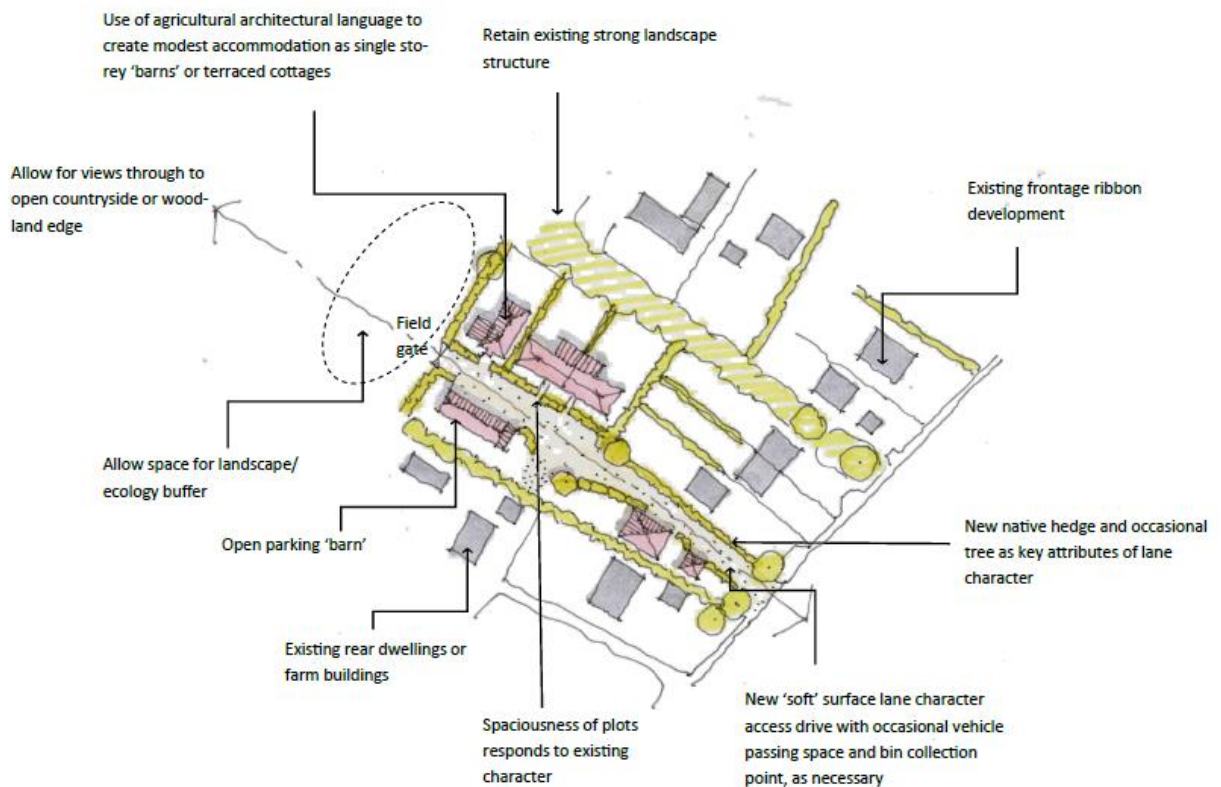 Use of agricultural architectural language to
create modest accommodation as single sto-
rey ‘barns’ or terraced cottages
Retain existing strong landscape
structure
Allow for views through to
open countryside or wood-
land edge
Existing frontage ribbon
development
Field
gate
Allow space for landscape/
ecology buffer
Open parking ‘barn’
New native hedge and occasional
tree as key attributes of lane
character
Existing rear dwellings or
farm buildings
Spaciousness of plots
responds to existing
character
New ‘soft’ surface lane character
access drive with occasional vehicle
passing space and bin collection
point, as necessary